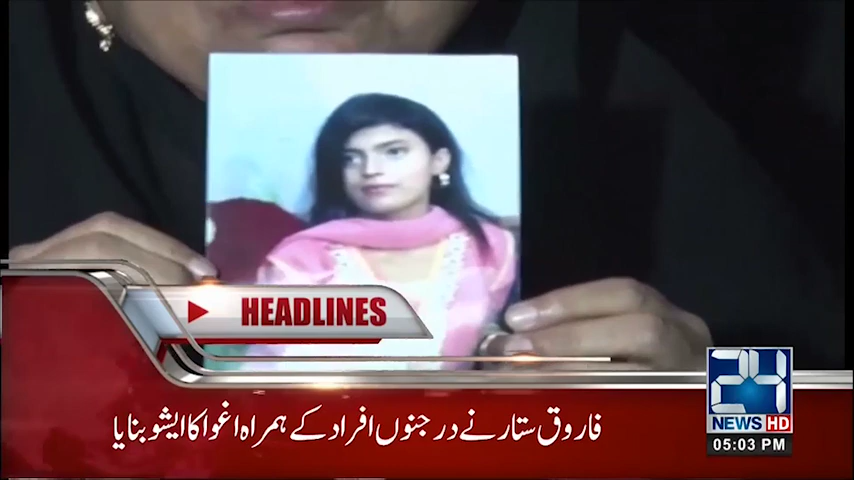 HEADLINES
24
NEWS HD
05:03 PM
فاروق ستار نے درجنوں افراد کے ہمراہ اغوا کا ایشو بنایا